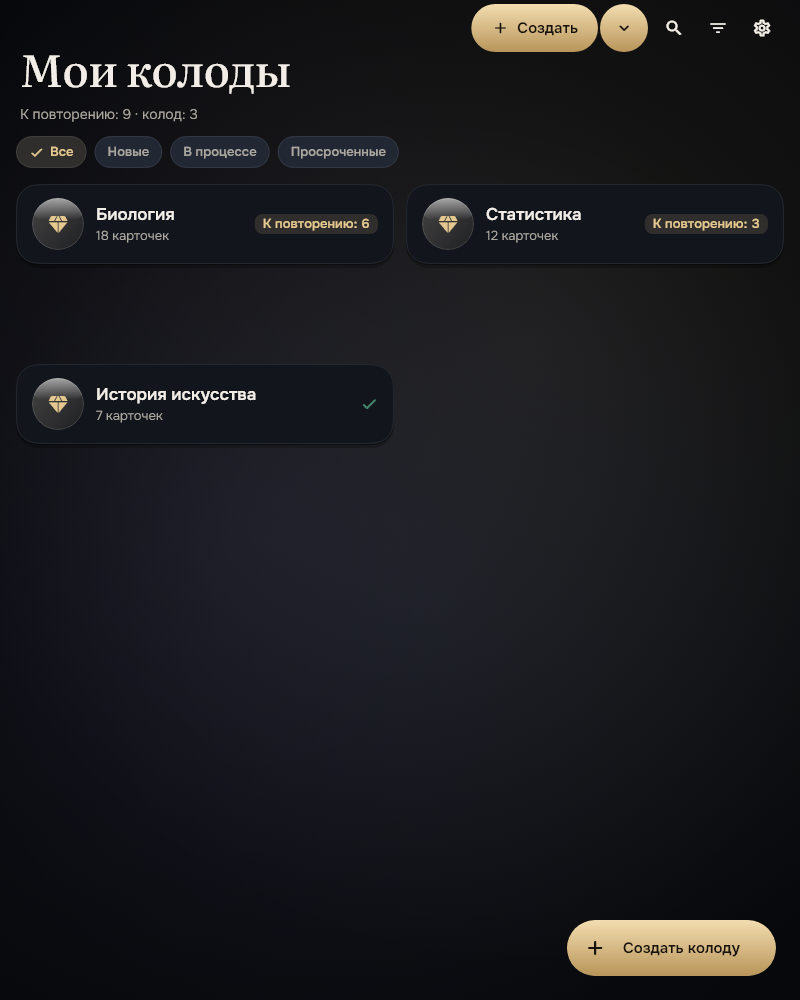 Создать
Мои колоды
К повторению: 9 · колод: 3
Все
Новые
В процессе
Просроченные
Биология
18 карточек
К повторению: 6
Статистика
12 карточек
К повторению: 3
История искусства
7 карточек
Создать колоду